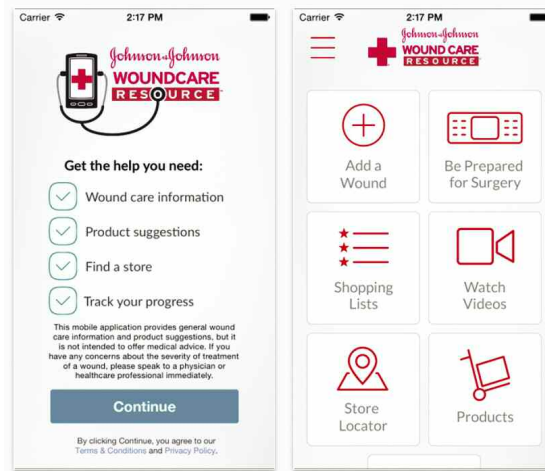 Carrier 2:17 PM
Johnson & Johnson
WOUNDCARE
RESOURCE™
Get the help you need:
Wound care information
Product suggestions
Find a store
Track your progress
This mobile application provides general wound
care information and product suggestions, but it
is not intended to offer medical advice. If you
have any concerns about the severity of treatment
of a wound, please speak to a physician or
healthcare professional immediately.
Continue
By clicking Continue, you agree to our
Terms & Conditions and Privacy Policy.
Carrier 2:17 PM
Johnson & Johnson
WOUND CARE
RESOURCE
Add a
Wound
Be Prepared
for Surgery
Shopping
Lists
Watch
Videos
Store
Locator
Products